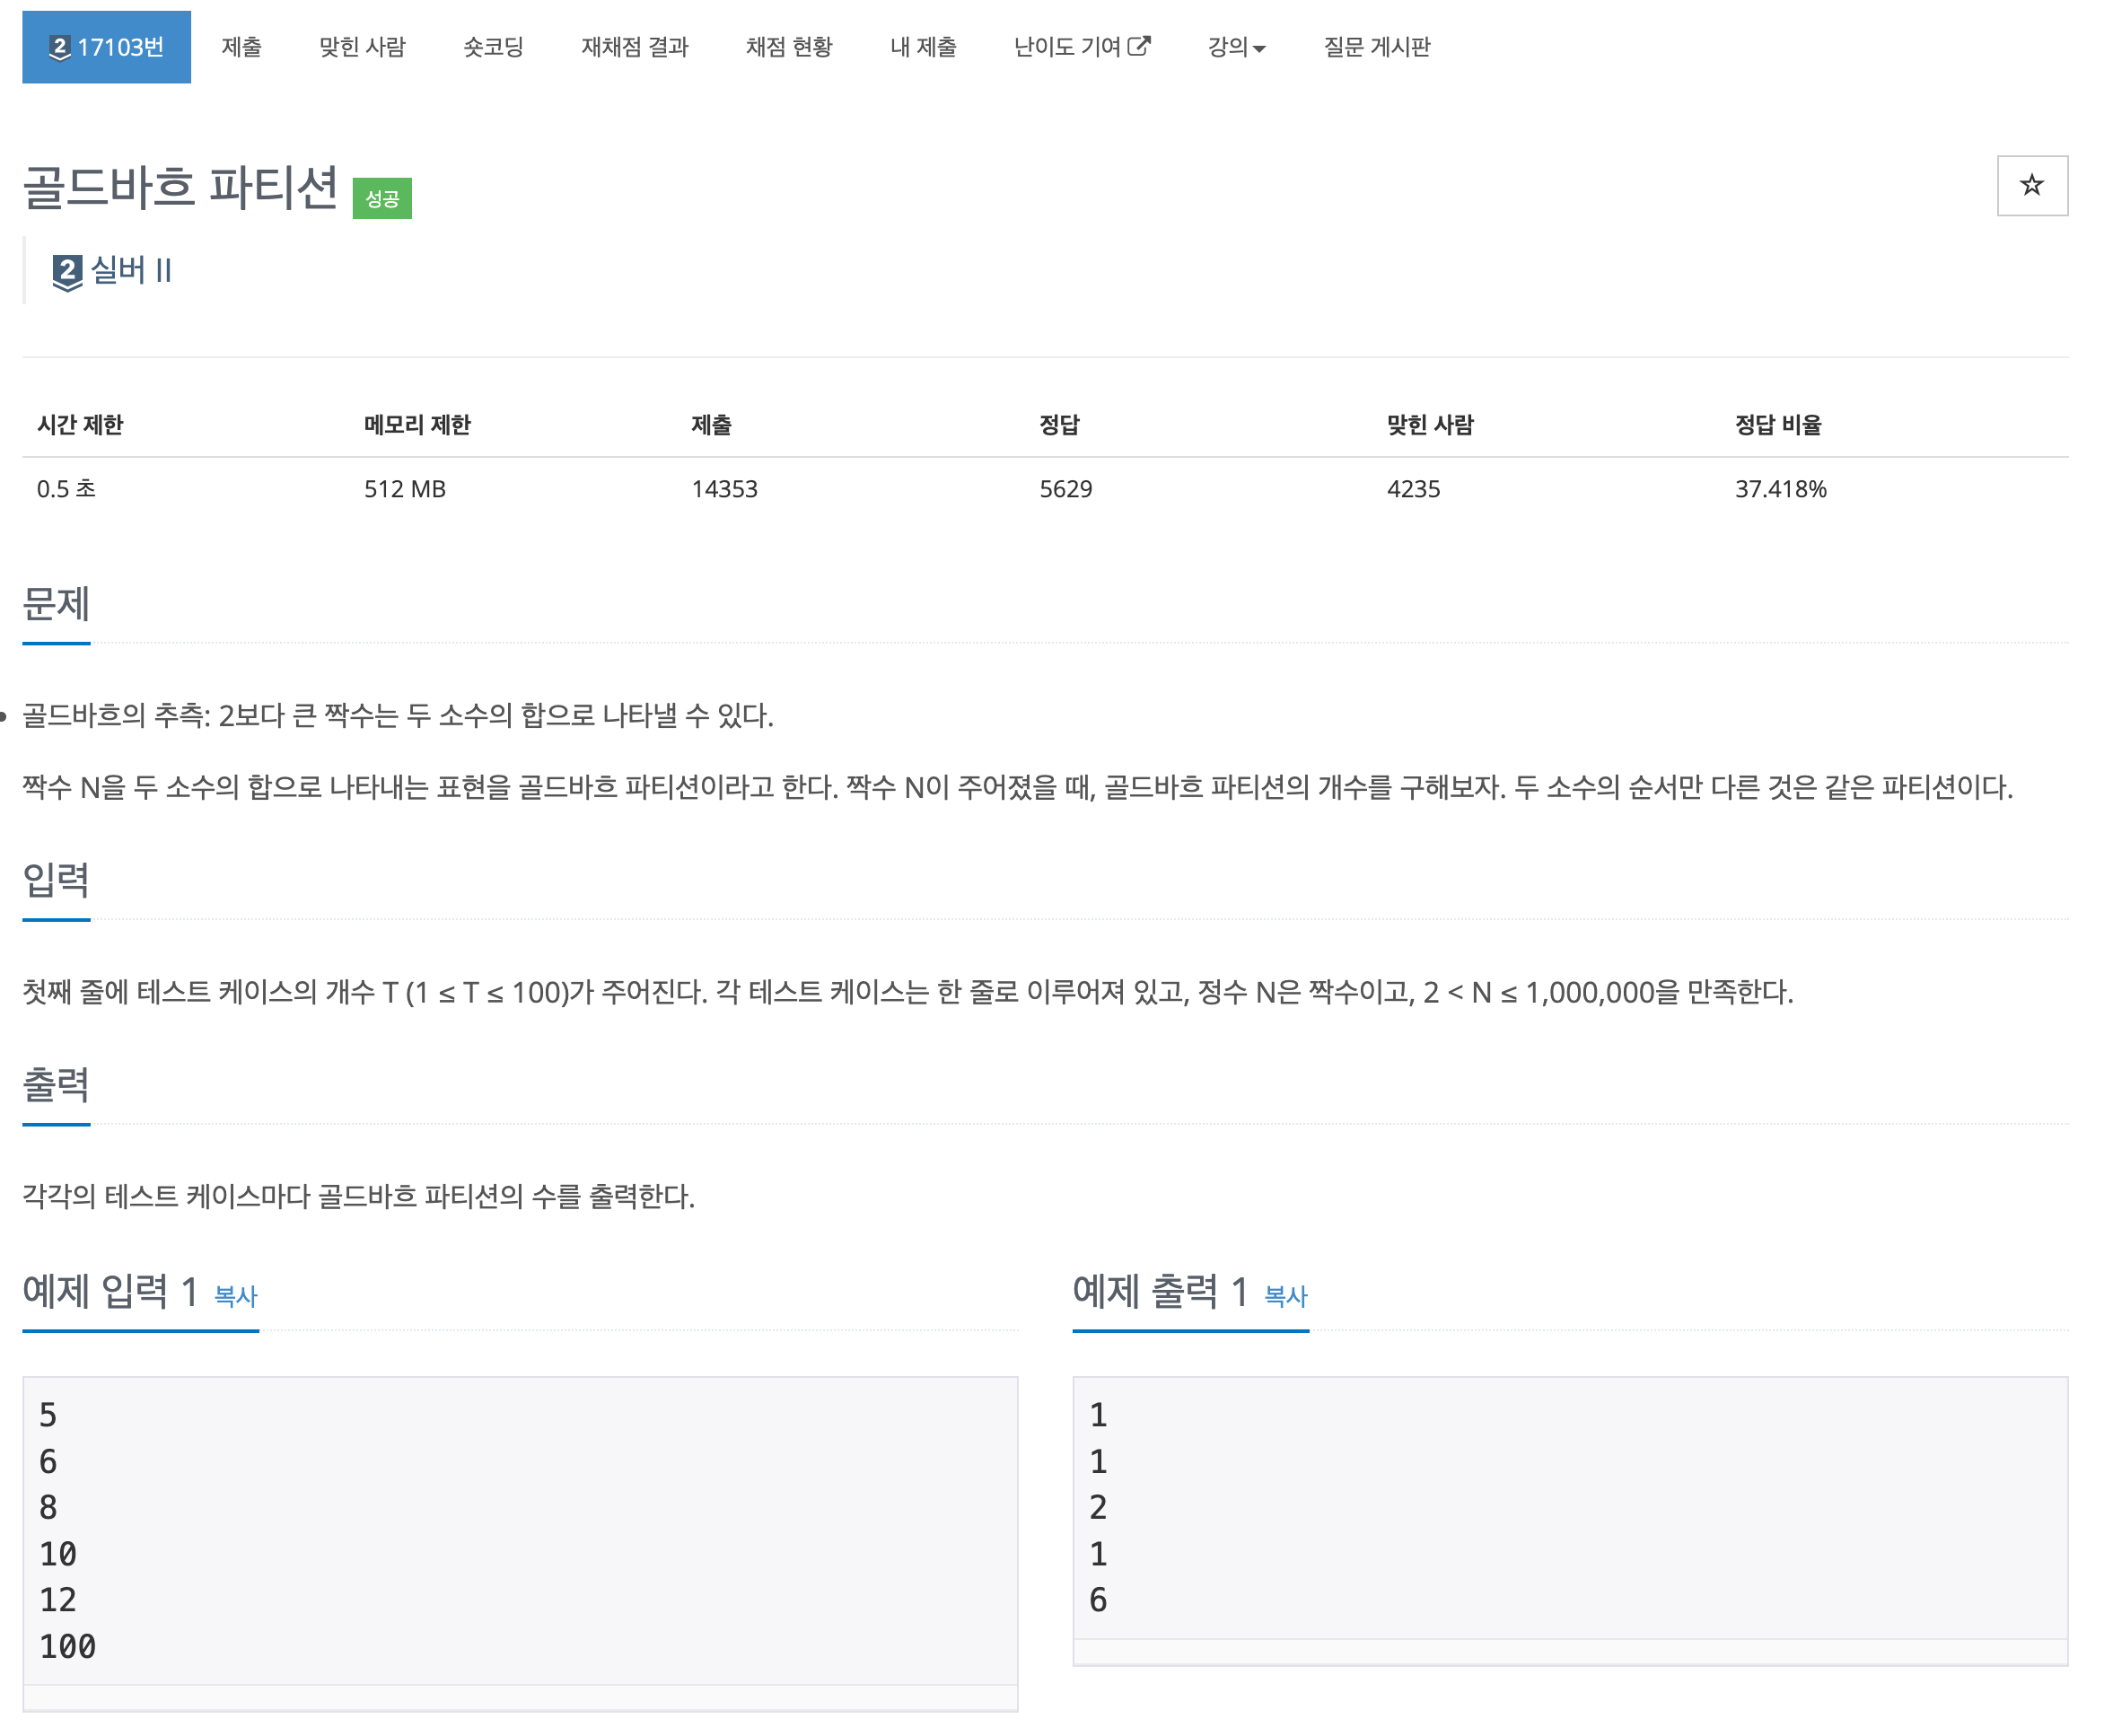 2 17103번 제출 맞힌 사람 숏코딩 재채점 결과 채점 현황 내 제출 난이도 기여 강의 질문 게시판
골드바흐 파티션 성공
2 실버 II
시간 제한 메모리 제한 제출 정답 맞힌 사람 정답 비율
0.5 초 512 MB 14353 5629 4235 37.418%
문제
• 골드바흐의 추측: 2보다 큰 짝수는 두 소수의 합으로 나타낼 수 있다.
짝수 N을 두 소수의 합으로 나타내는 표현을 골드바흐 파티션이라고 한다. 짝수 N이 주어졌을 때, 골드바흐 파티션의 개수를 구해보자. 두 소수의 순서만 다른 것은 같은 파티션이다.
입력
첫째 줄에 테스트 케이스의 개수 T (1 ≤ T ≤ 100)가 주어진다. 각 테스트 케이스는 한 줄로 이루어져 있고, 정수 N은 짝수이고, 2 < N ≤ 1,000,000을 만족한다.
출력
각각의 테스트 케이스마다 골드바흐 파티션의 수를 출력한다.
예제 입력 1 복사
5
6
8
10
12
100
예제 출력 1 복사
1
1
2
1
6